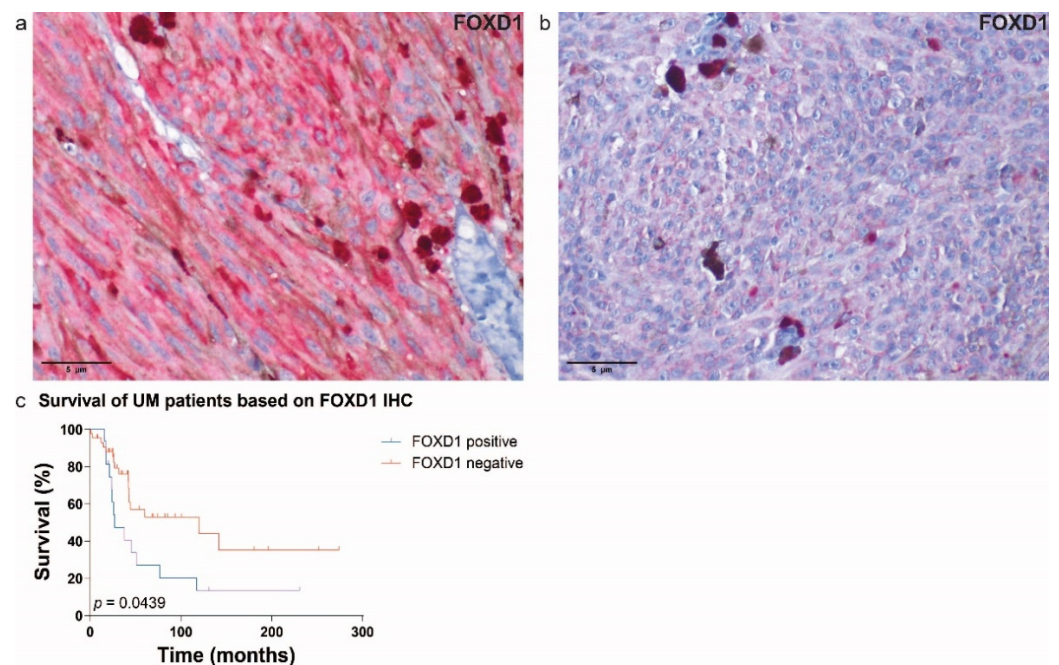 a
FOXD1
5 µm
b
FOXD1
5 µm
c Survival of UM patients based on FOXD1 IHC
Survival (%)
100
80
60
40
20
0
p = 0.0439
0 100 200 300
Time (months)
FOXD1 positive
FOXD1 negative